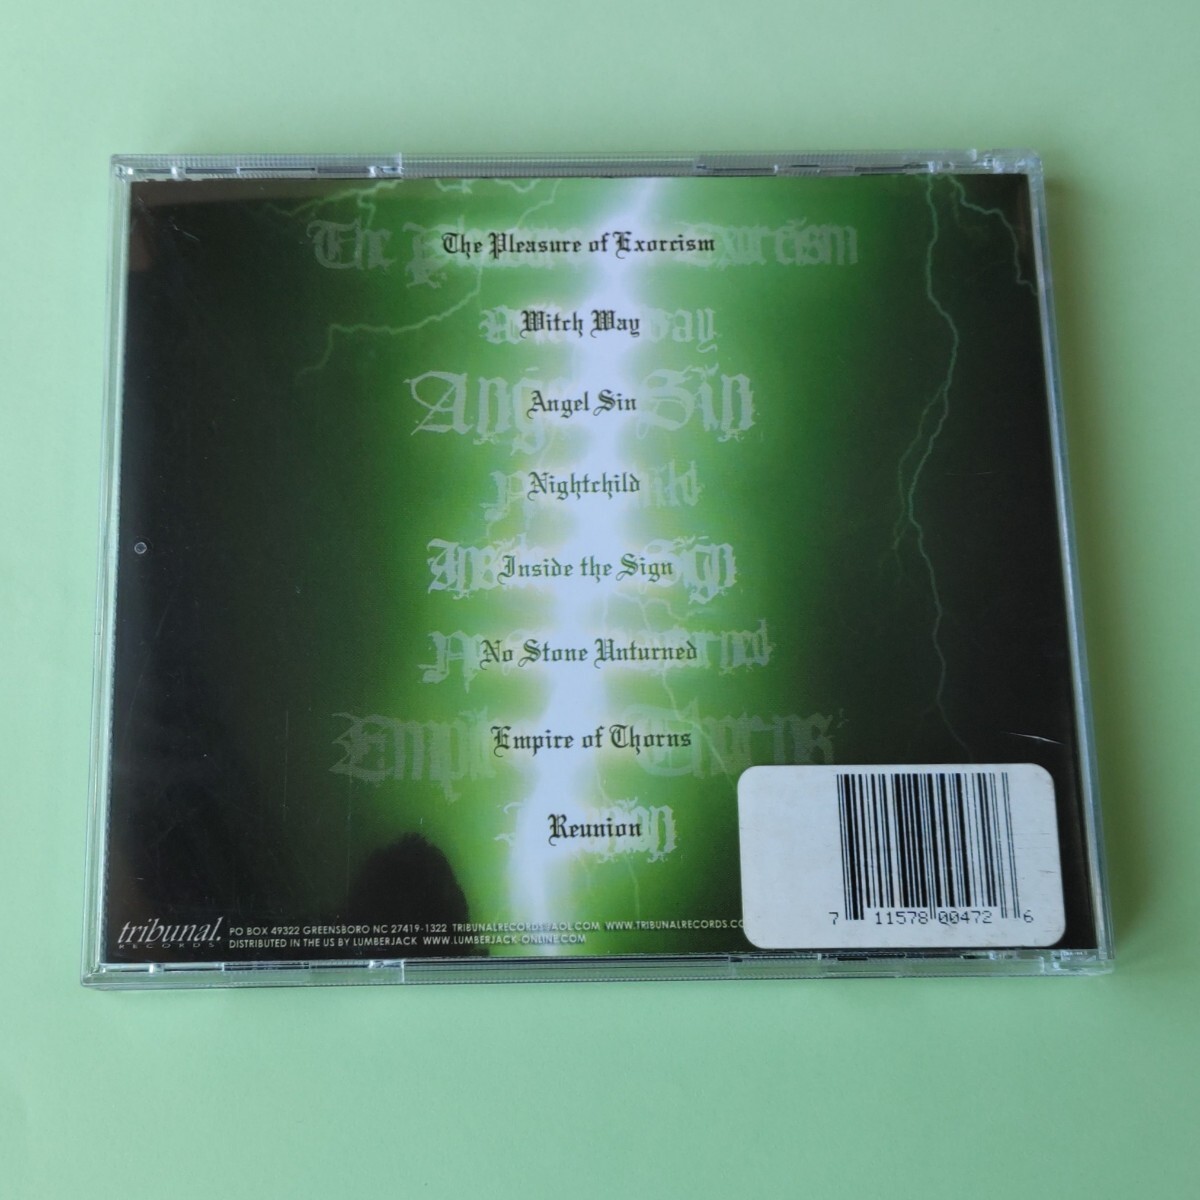 The Pleasure of Exorcism
Witch Way
Angel Sin
Nightchild
Inside the Sign
No Stone Unturned
Empire of Thorns
Reunion
tribunal.
RECORDS
PO BOX 49322 GREENSBORO NC 27419-1322 TRIBUNALRECORDS@AOL.COM WWW.TRIBUNALRECORDS.CO
DISTRIBUTED IN THE US BY LUMBERJACK WWW.LUMBERJACK-ONLINE.COM
7 11578 00472 6